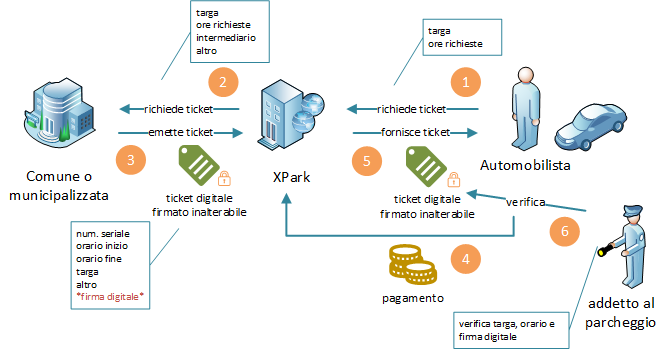 targa
ore richieste
intermediario
altro
targa
ore richieste
2
1
richiede ticket
richiede ticket
emette ticket
fornisce ticket
3
5
Comune o
municipalizzata
XPark
Automobilista
ticket digitale
firmato inalterabile
ticket digitale
firmato inalterabile
verifica
6
num. seriale
orario inizio
orario fine
targa
altro
*firma digitale*
4
pagamento
addetto al
parcheggio
verifica targa, orario e
firma digitale